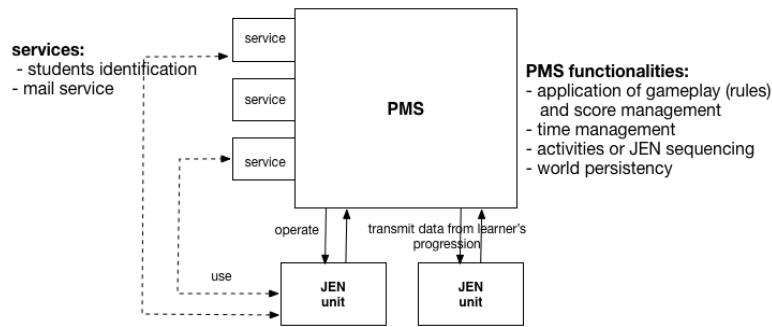 services:
- students identification
- mail service
service
service
service
PMS
PMS functionalities:
- application of gameplay (rules)
and score management
- time management
- activities or JEN sequencing
- world persistency
operate
transmit data from learner's
progression
use
JEN
unit
JEN
unit